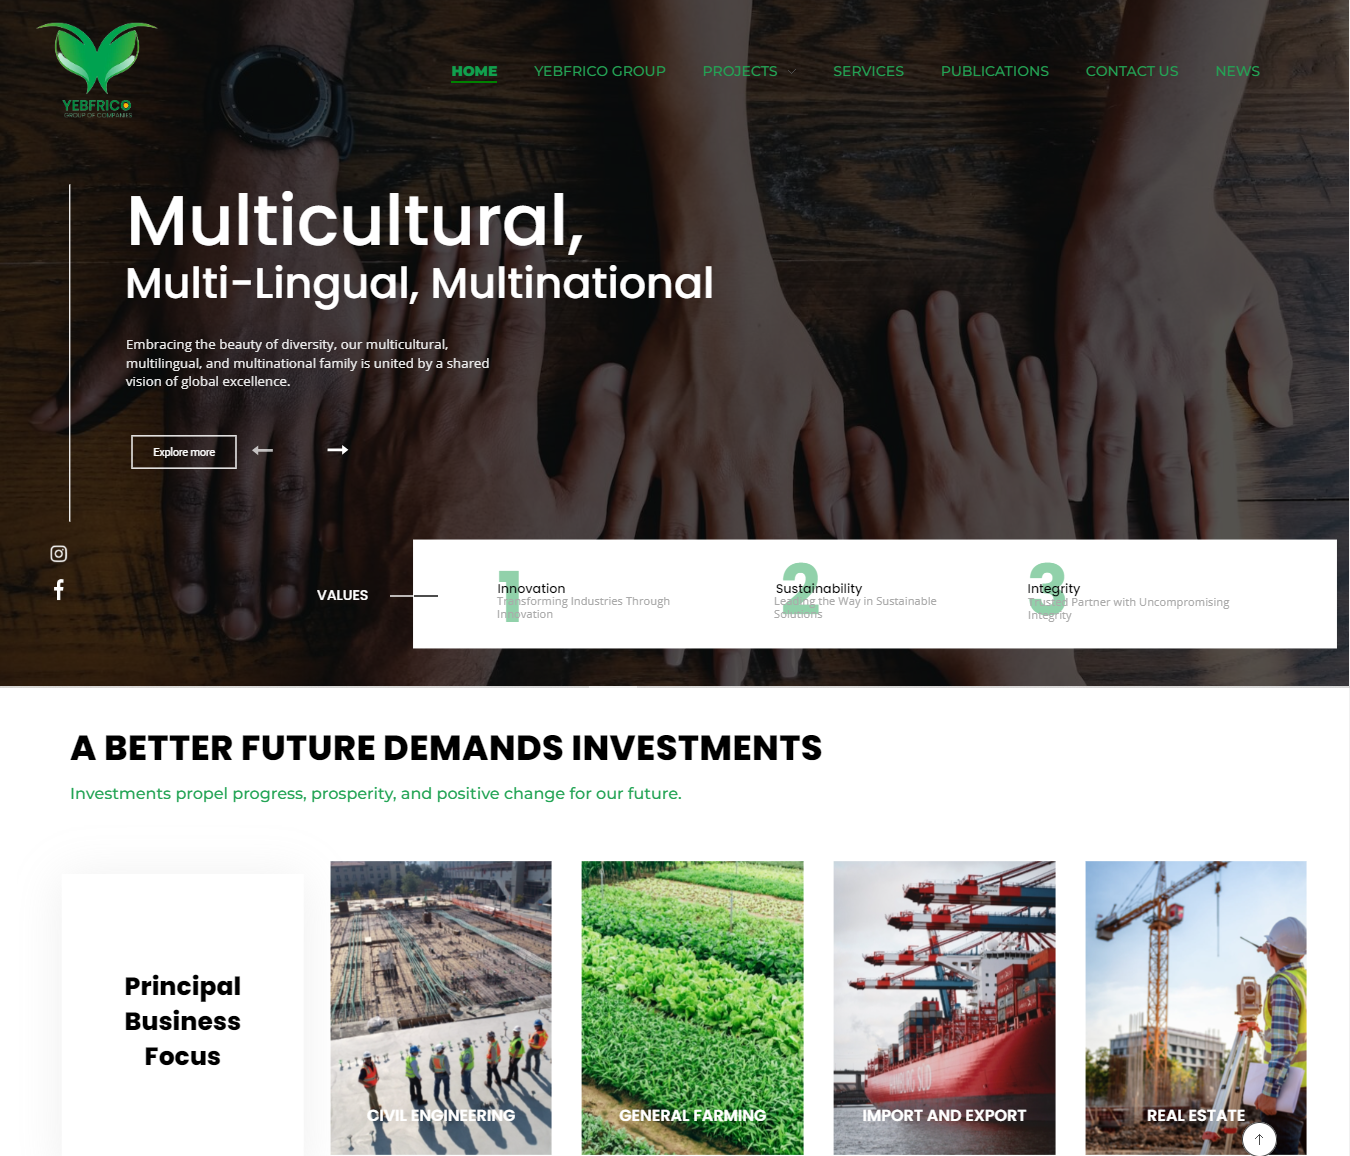 YEBFRICO
GROUP OF COMPANIES
HOME
YEBFRICO GROUP
PROJECTS
SERVICES
PUBLICATIONS
CONTACT US
NEWS
Multicultural,
Multi-Lingual, Multinational
Embracing the beauty of diversity, our multicultural,
multilingual, and multinational family is united by a shared
vision of global excellence.
Explore more
VALUES
1
Innovation
Transforming Industries Through
Innovation
2
Sustainability
Leading the Way in Sustainable
Solutions
3
Integrity
Trusted Partner with Uncompromising
Integrity
A BETTER FUTURE DEMANDS INVESTMENTS
Investments propel progress, prosperity, and positive change for our future.
Principal
Business
Focus
CIVIL ENGINEERING
GENERAL FARMING
HAMBURG SÜD
IMPORT AND EXPORT
REAL ESTATE